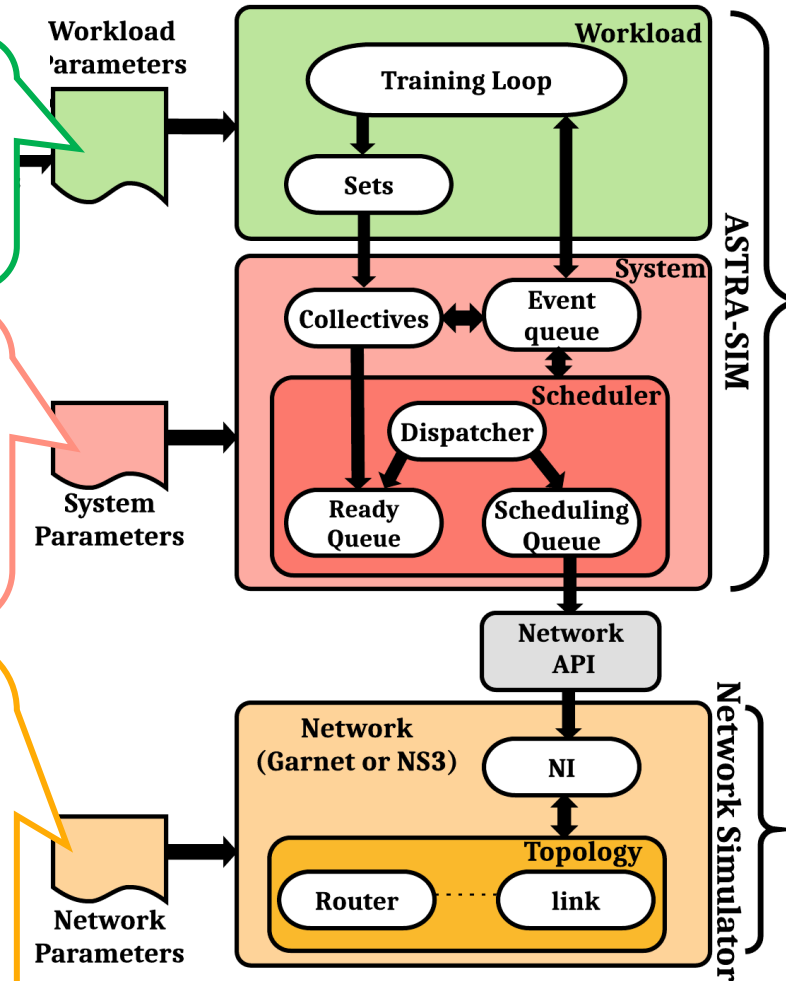 Workload
Parameters
Workload
Training Loop
Sets
System
Collectives
Event
queue
Scheduler
Dispatcher
Ready
Queue
Scheduling
Queue
System
Parameters
ASTRA-SIM
Network
API
Network
(Garnet or NS3)
NI
Topology
Router
link
Network
Parameters
Network Simulator